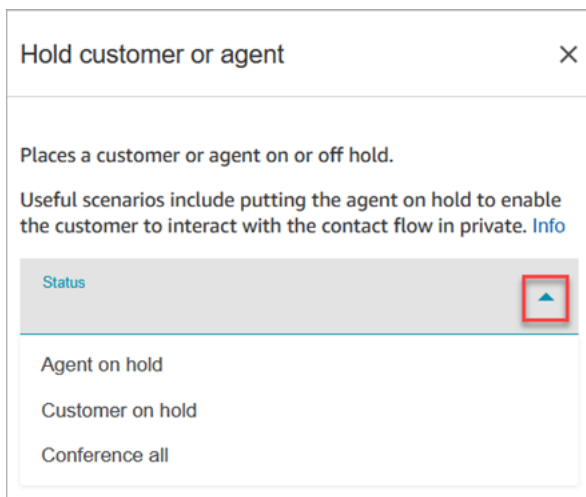 Hold customer or agent
Places a customer or agent on or off hold.
Useful scenarios include putting the agent on hold to enable
the customer to interact with the contact flow in private. Info
Status
Agent on hold
Customer on hold
Conference all